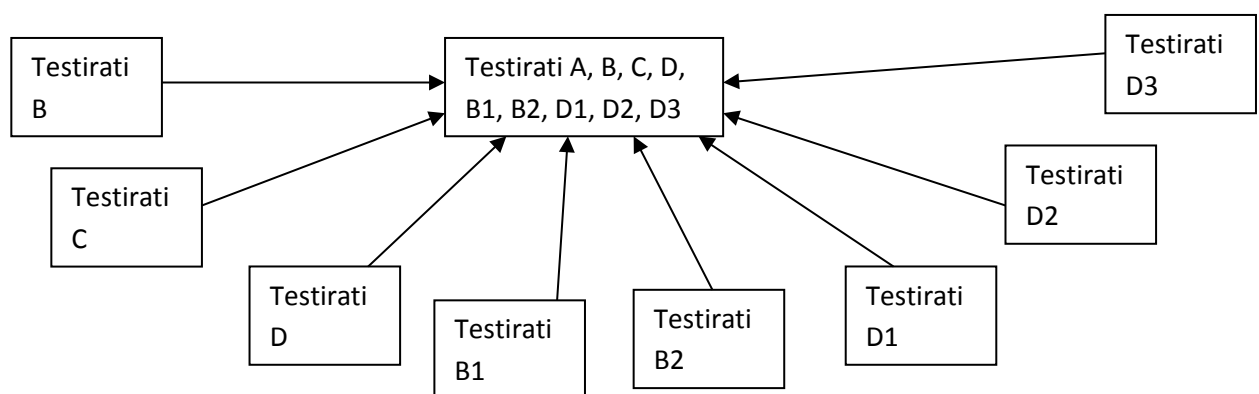 Testirati
B
Testirati A, B, C, D,
B1, B2, D1, D2, D3
Testirati
D3
Testirati
C
Testirati
D2
Testirati
D
Testirati
B1
Testirati
B2
Testirati
D1